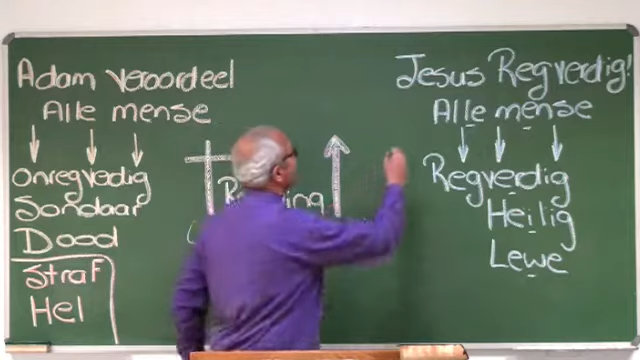 Adam veroordeel
Alle mense
Onregverdig
Sondaar
Dood
Straf
Hel
Jesus Regverdig!
Alle mense
Regverdig
Heilig
Lewe